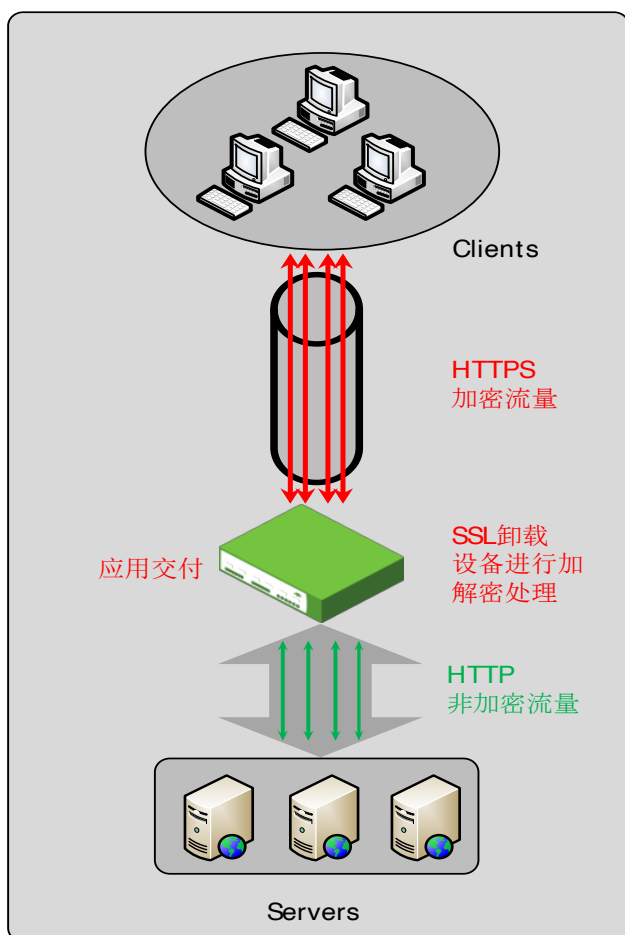 Clients
HTTPS
加密流量
应用交付
SSL卸载
设备进行加
解密处理
HTTP
非加密流量
Servers